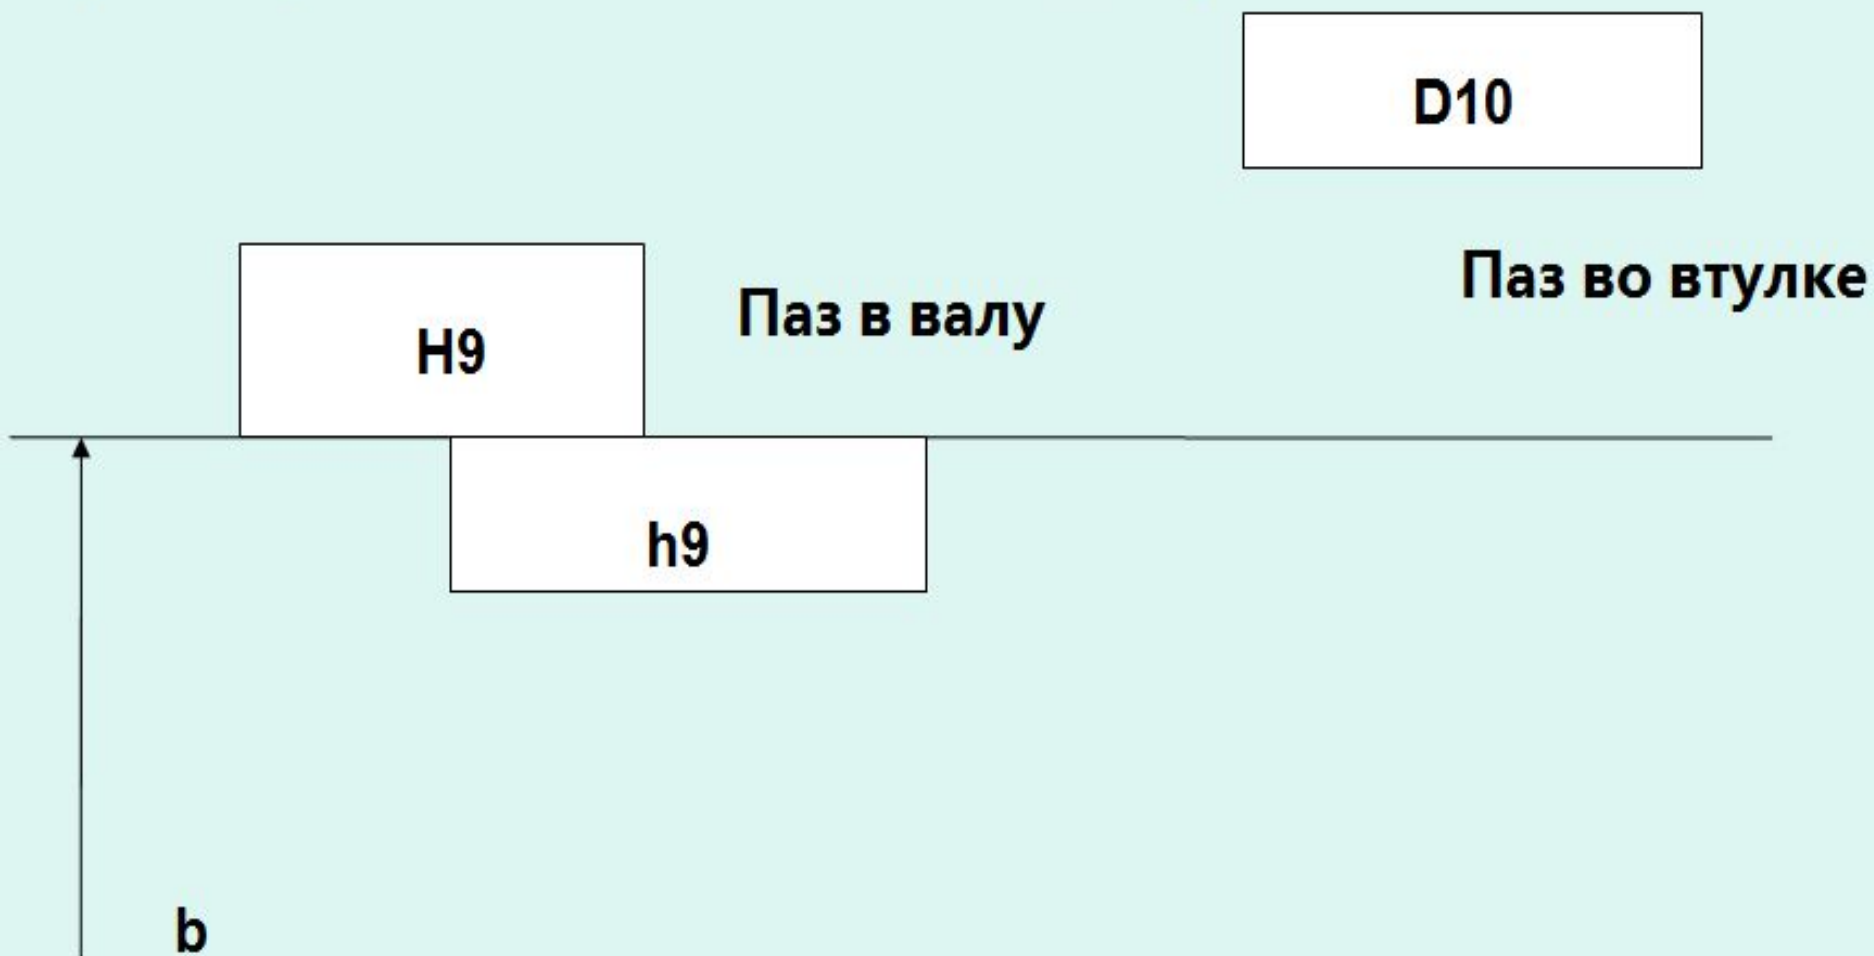 D10
Паз во втулке
Паз в валу
H9
h9
b